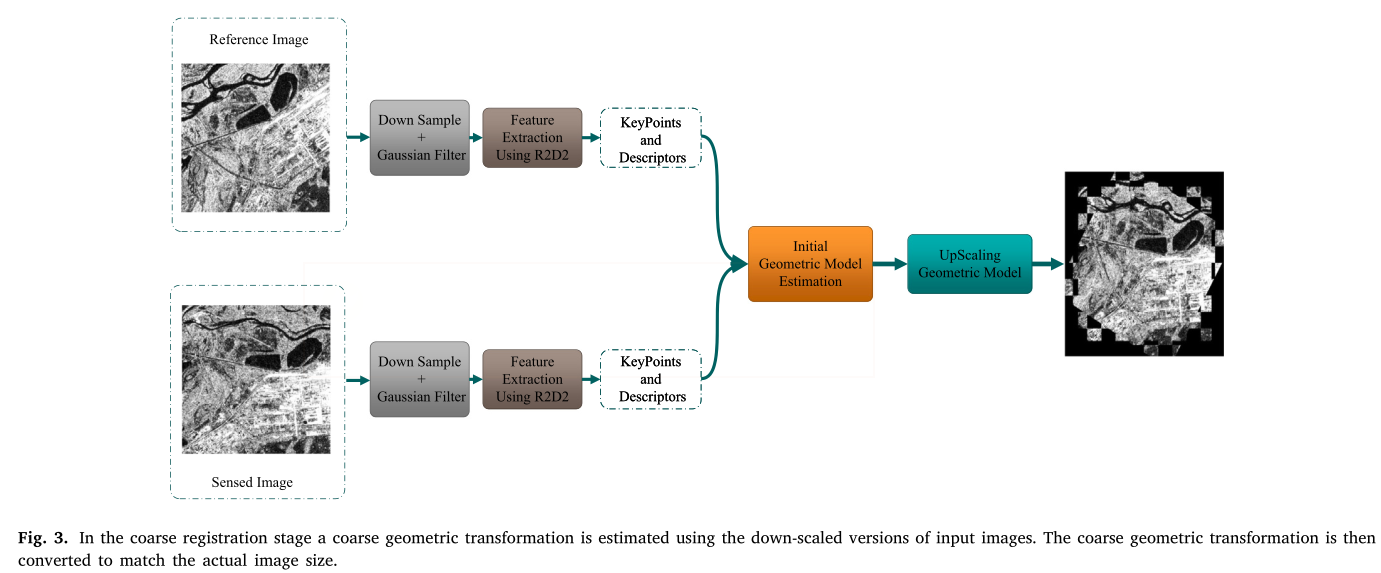 Reference Image
Down Sample
+
Gaussian Filter
Feature
Extraction
Using R2D2
KeyPoints
and
Descriptors
Initial
Geometric Model
Estimation
UpScaling
Geometric Model
Down Sample
+
Gaussian Filter
Feature
Extraction
Using R2D2
KeyPoints
and
Descriptors
Sensed Image
Fig. 3. In the coarse registration stage a coarse geometric transformation is estimated using the down-scaled versions of input images. The coarse geometric transformation is then
converted to match the actual image size.